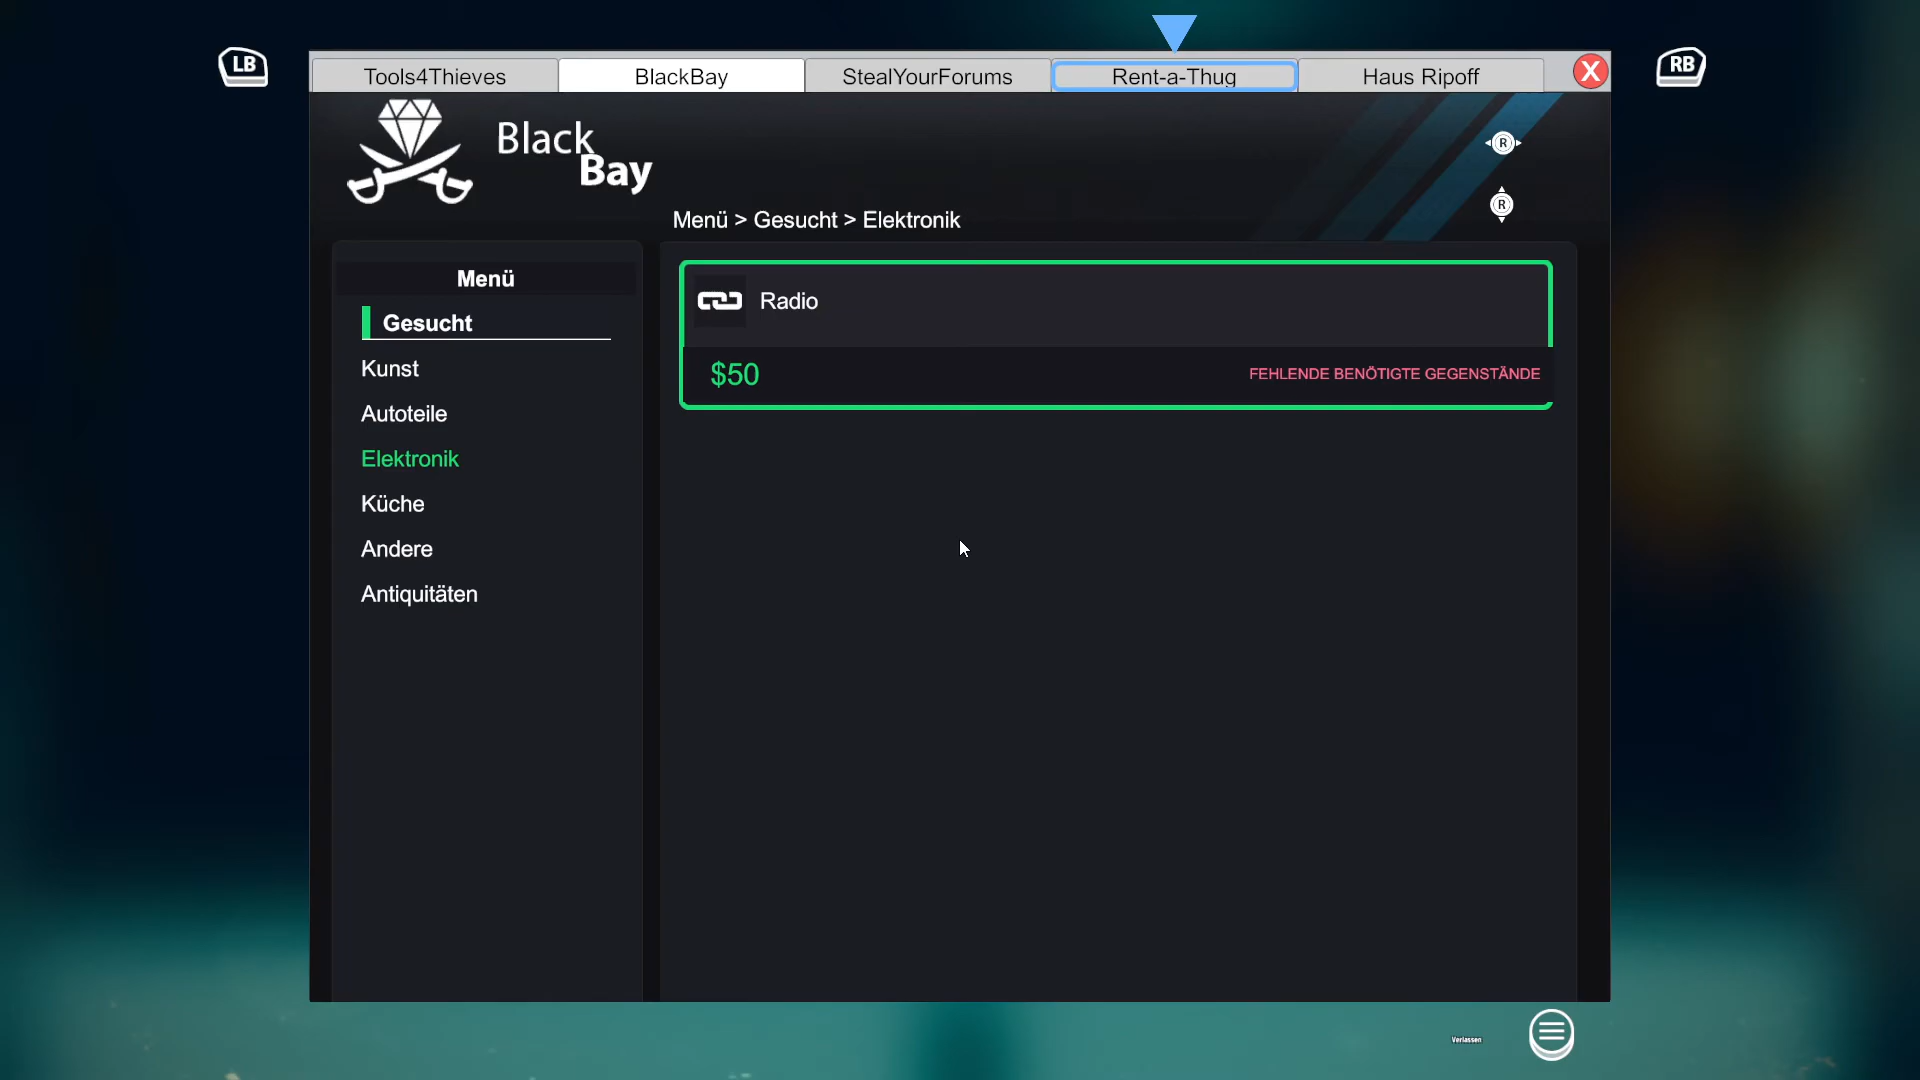 LB
Tools4Thieves
BlackBay
StealYourForums
Rent-a-Thug
Haus Ripoff
X
RB
Black
Bay
R
R
Menü > Gesucht > Elektronik
Menü
Gesucht
Kunst
Autoteile
Elektronik
Küche
Andere
Antiquitäten
Radio
$50
FEHLENDE BENÖTIGTE GEGENSTÄNDE
Verlassen